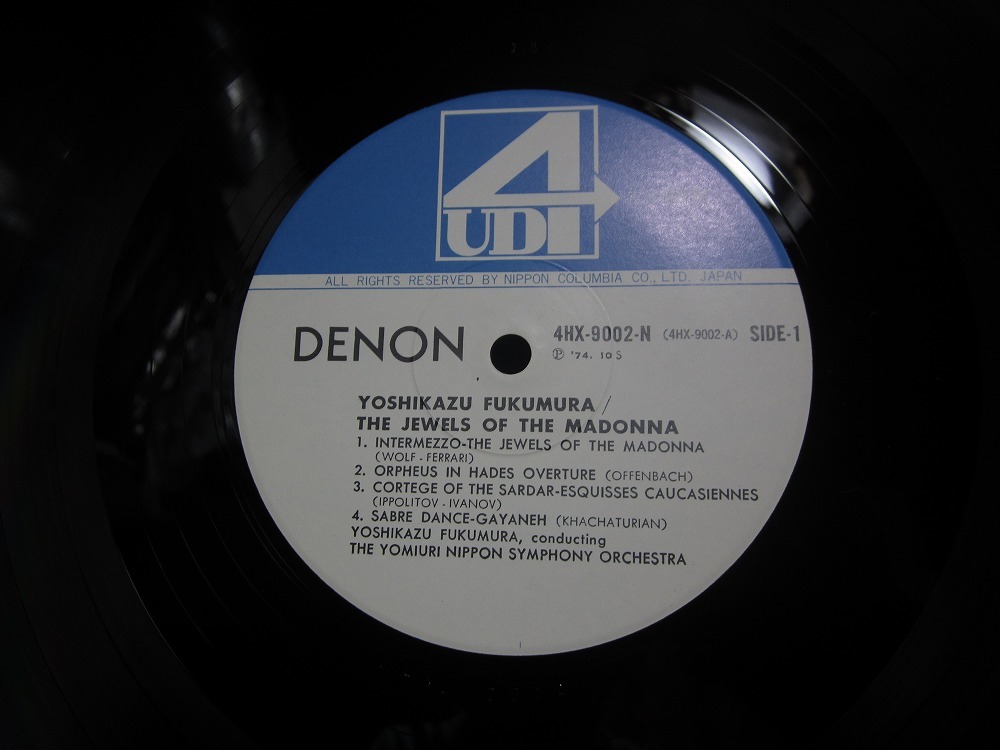 4
UD
ALL RIGHTS RESERVED BY NIPPON COLUMBIA CO., LTD. JAPAN
DENON
4HX-9002-N (4HX-9002-A) SIDE-1
Ⓟ '74. 10 S
YOSHIKAZU FUKUMURA /
THE JEWELS OF THE MADONNA
1. INTERMEZZO-THE JEWELS OF THE MADONNA
(WOLF - FERRARI)
2. ORPHEUS IN HADES OVERTURE (OFFENBACH)
3. CORTEGE OF THE SARDAR-ESQUISSES CAUCASIENNES
(IPPOLITOV - IVANOV)
4. SABRE DANCE-GAYANEH (KHACHATURIAN)
YOSHIKAZU FUKUMURA, conducting
THE YOMIURI NIPPON SYMPHONY ORCHESTRA